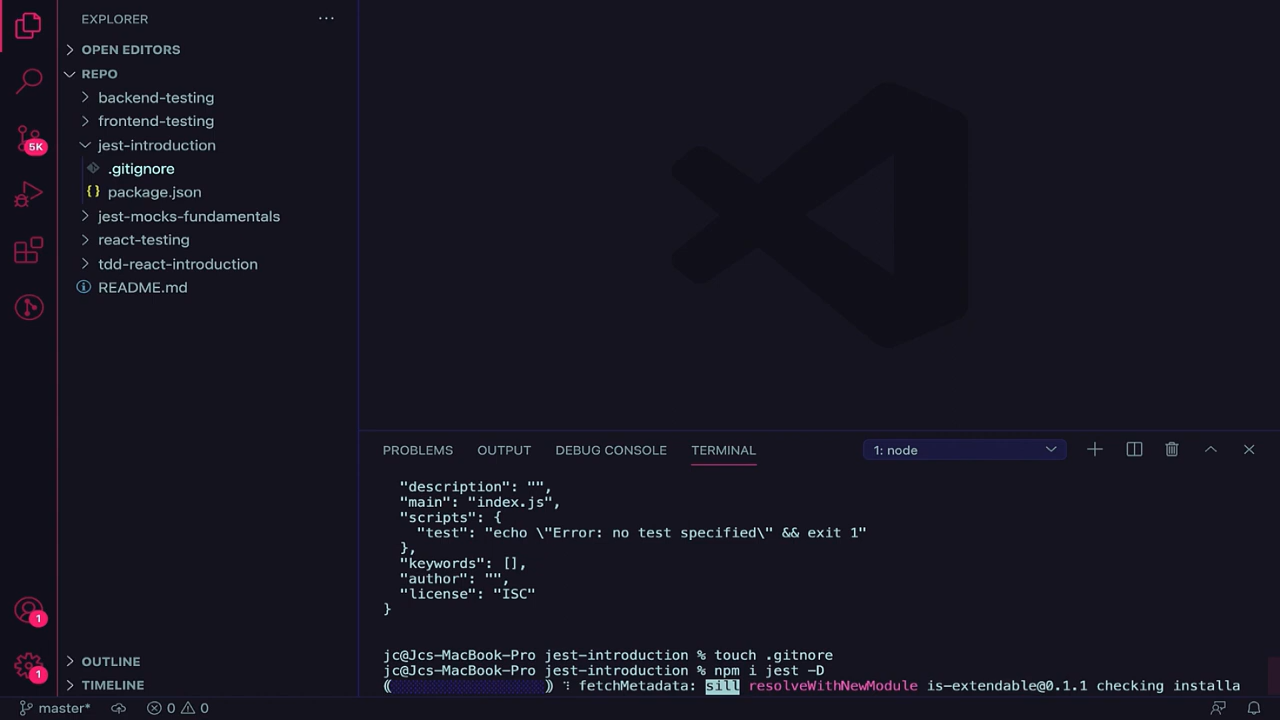 EXPLORER
OPEN EDITORS
REPO
backend-testing
frontend-testing
jest-introduction
.gitignore
{} package.json
jest-mocks-fundamentals
react-testing
tdd-react-introduction
README.md
5K
1
1
OUTLINE
TIMELINE
PROBLEMS OUTPUT DEBUG CONSOLE TERMINAL 1: node
"description": "",
"main": "index.js",
"scripts": {
"test": "echo \"Error: no test specified\" && exit 1"
},
"keywords": [],
"author": "",
"license": "ISC"
}
jc@Jcs-MacBook-Pro jest-introduction % touch .gitnore
jc@Jcs-MacBook-Pro jest-introduction % npm i jest -D
fetchMetadata: sill resolveWithNewModule is-extendable@0.1.1 checking installa
master* 0 0